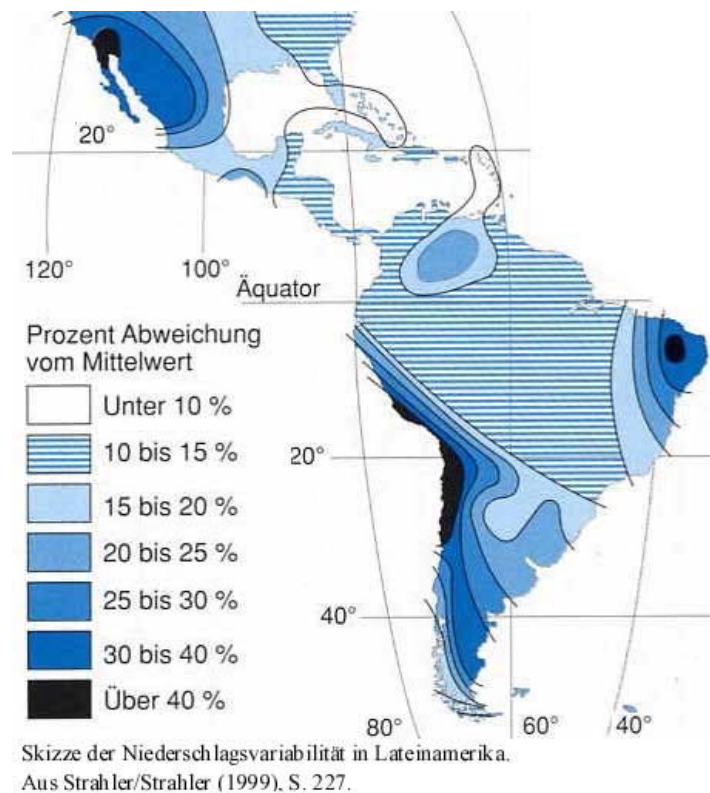 20°
120°
100°
Äquator
Prozent Abweichung
vom Mittelwert
Unter 10 %
10 bis 15 %
15 bis 20 %
20 bis 25 %
25 bis 30 %
30 bis 40 %
Über 40 %
20°
40°
80°
60°
40°
Skizze der Niederschlagsvariabilität in Lateinamerika.
Aus Strahler/Strahler (1999), S. 227.